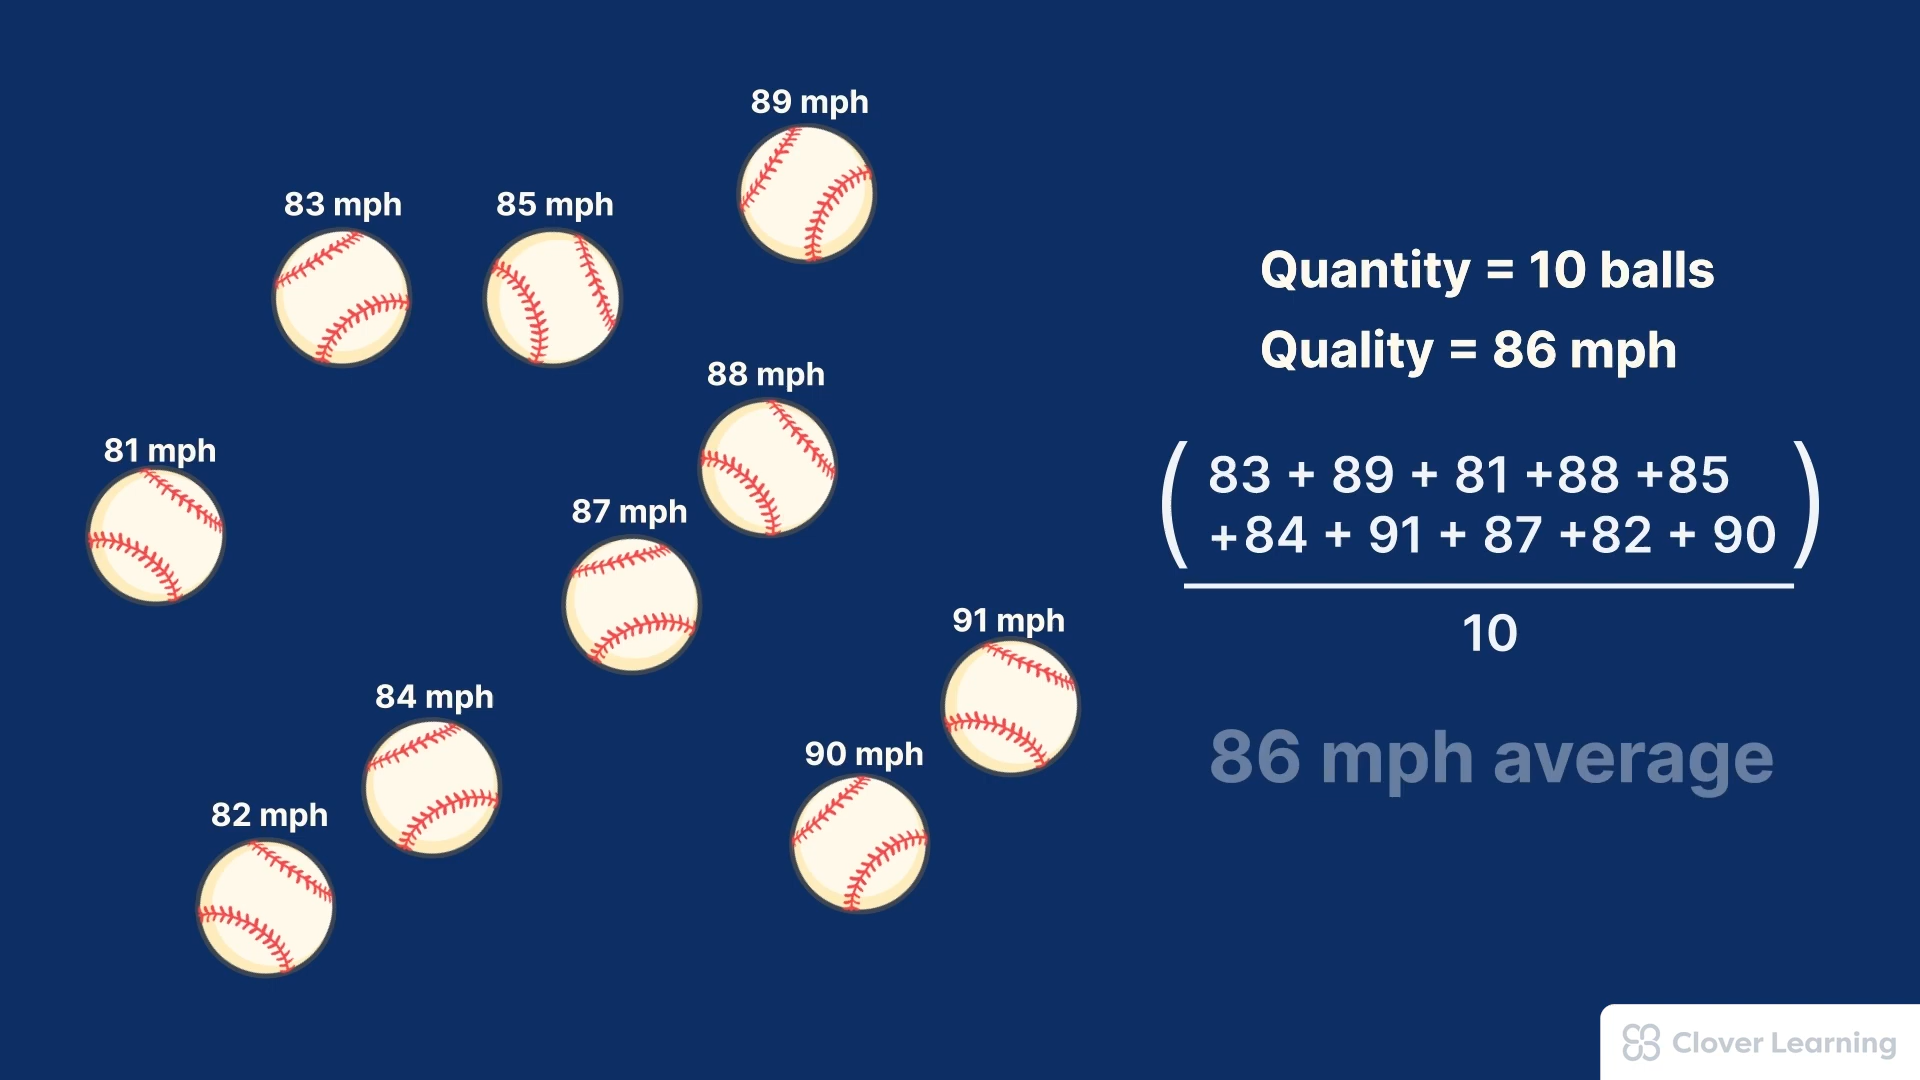 89 mph
83 mph
85 mph
88 mph
81 mph
87 mph
91 mph
84 mph
90 mph
82 mph
Quantity = 10 balls
Quality = 86 mph
( 83 + 89 + 81 +88 +85
+84 + 91 + 87 +82 + 90 )
10
86 mph average
Clover Learning